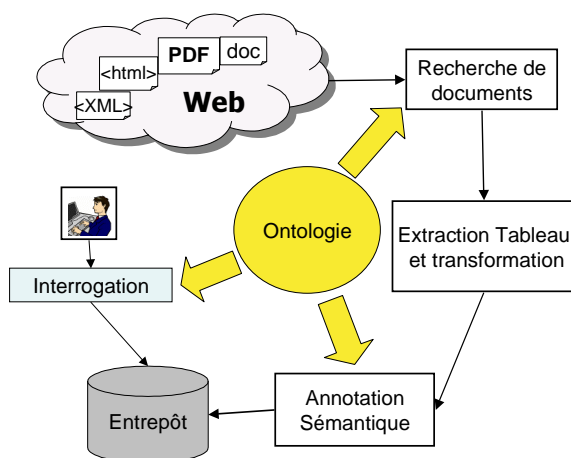 PDF
doc
<html>
<XML>
Web
Recherche de
documents
Ontologie
Extraction Tableau
et transformation
Interrogation
Annotation
Sémantique
Entrepôt